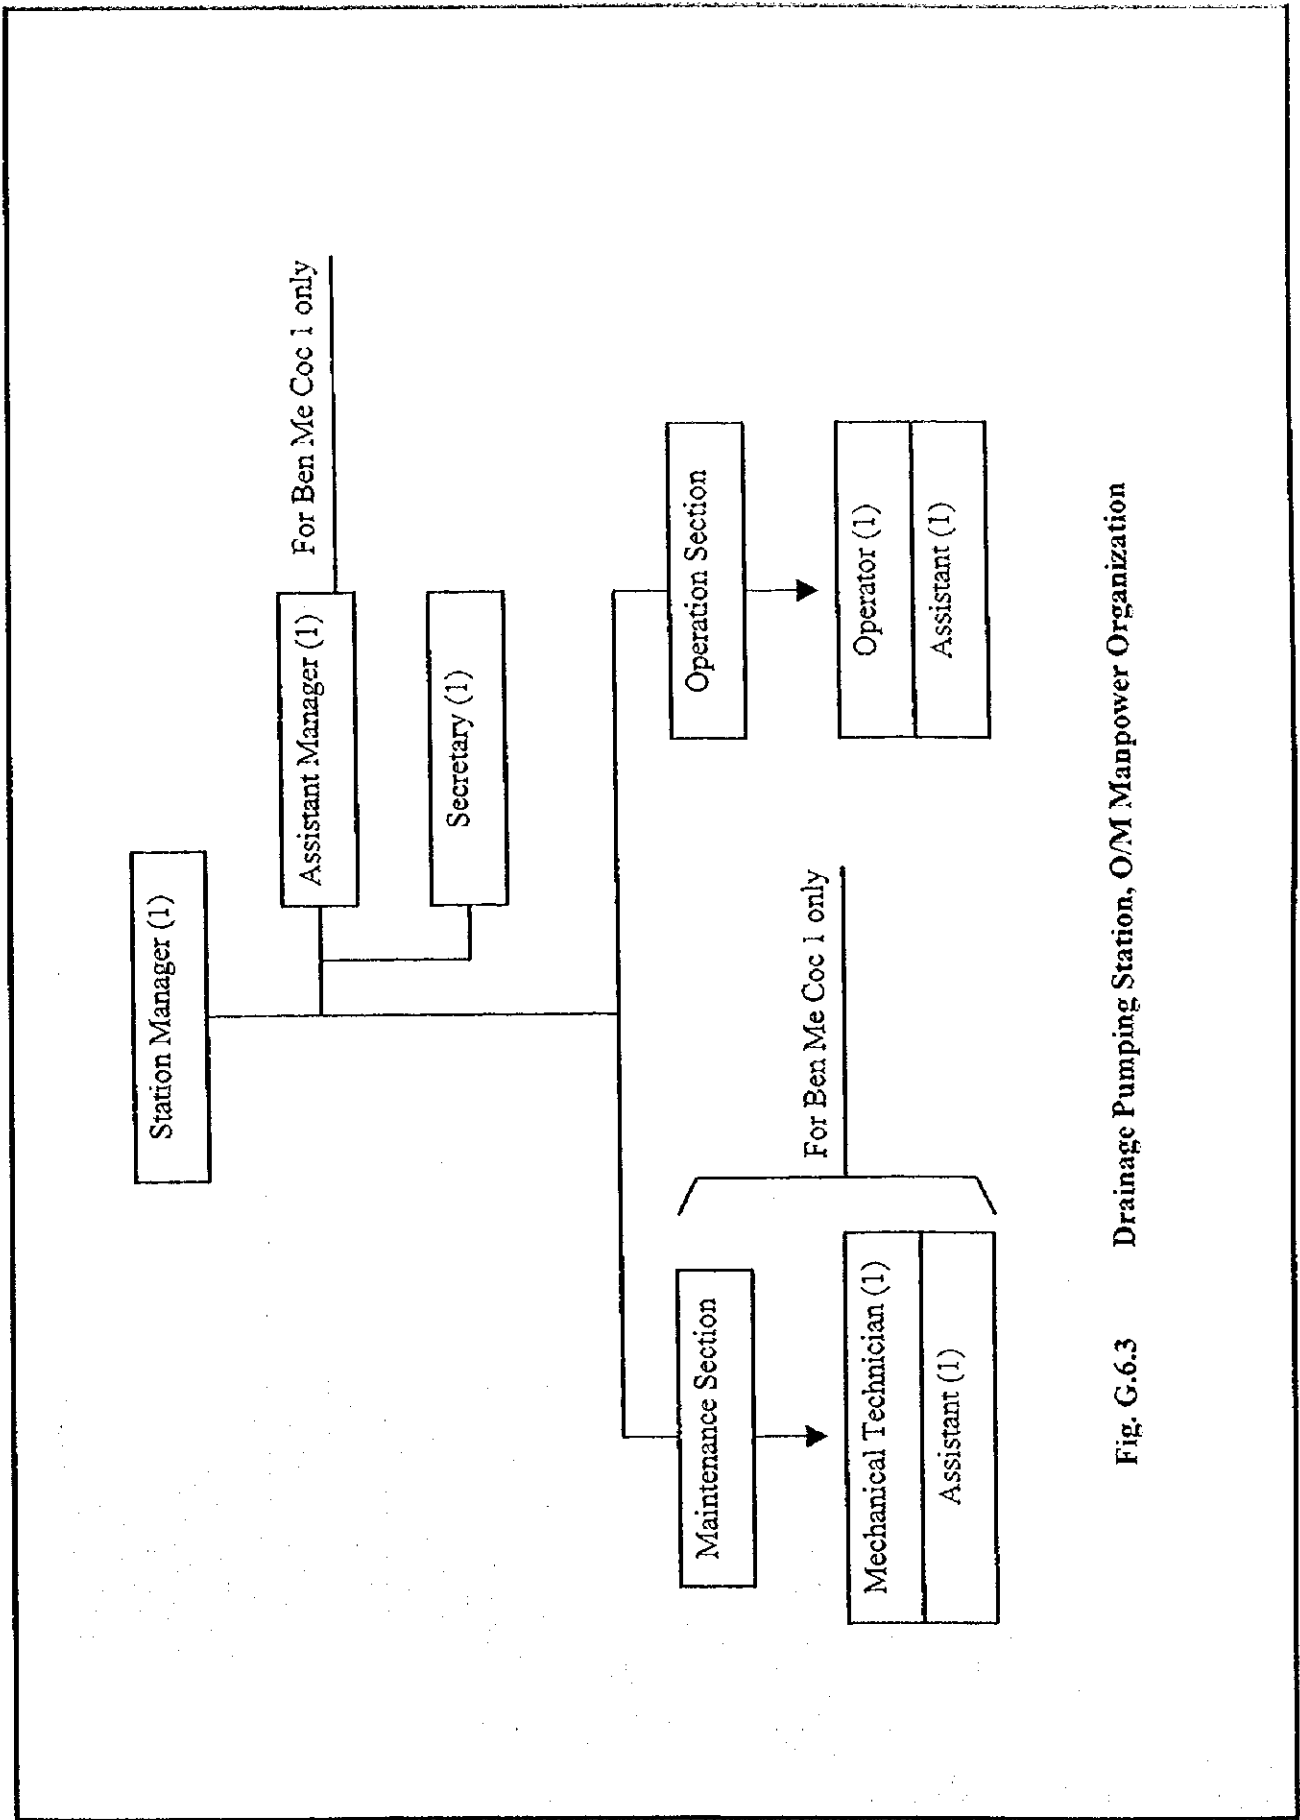 Station Manager (1)
Assistant Manager (1)
For Ben Me Coc 1 only
Secretary (1)
Maintenance Section
Operation Section
For Ben Me Coc 1 only
Mechanical Technician (1)
Assistant (1)
Operator (1)
Assistant (1)
Fig. G.6.3 Drainage Pumping Station, O/M Manpower Organization